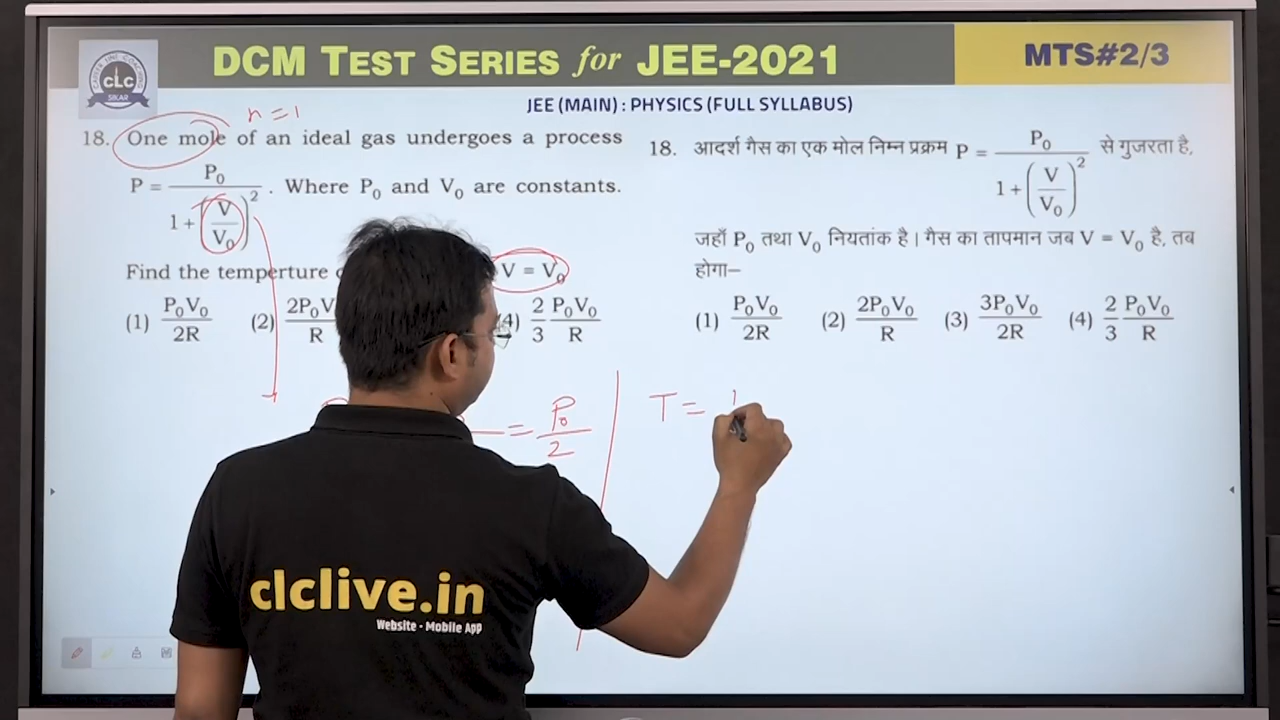 DCM TEST SERIES for JEE-2021
MTS#2/3
CLC
SIKAR
JEE (MAIN) : PHYSICS (FULL SYLLABUS)
n = 1
18. One mole of an ideal gas undergoes a process
P = P₀ / (1 + (V/V₀)²) . Where P₀ and V₀ are constants.
Find the temperture V = V₀
(1) P₀V₀/2R (2) 2P₀V/R (4) 2/3 P₀V₀/R
18. आदर्श गैस का एक मोल निम्न प्रक्रम P = P₀ / (1 + (V/V₀)²) से गुजरता है,
जहाँ P₀ तथा V₀ नियतांक है। गैस का तापमान जब V = V₀ है, तब
होगा–
(1) P₀V₀/2R (2) 2P₀V₀/R (3) 3P₀V₀/2R (4) 2/3 P₀V₀/R
= P₀/2
T =
clclive.in
Website - Mobile App